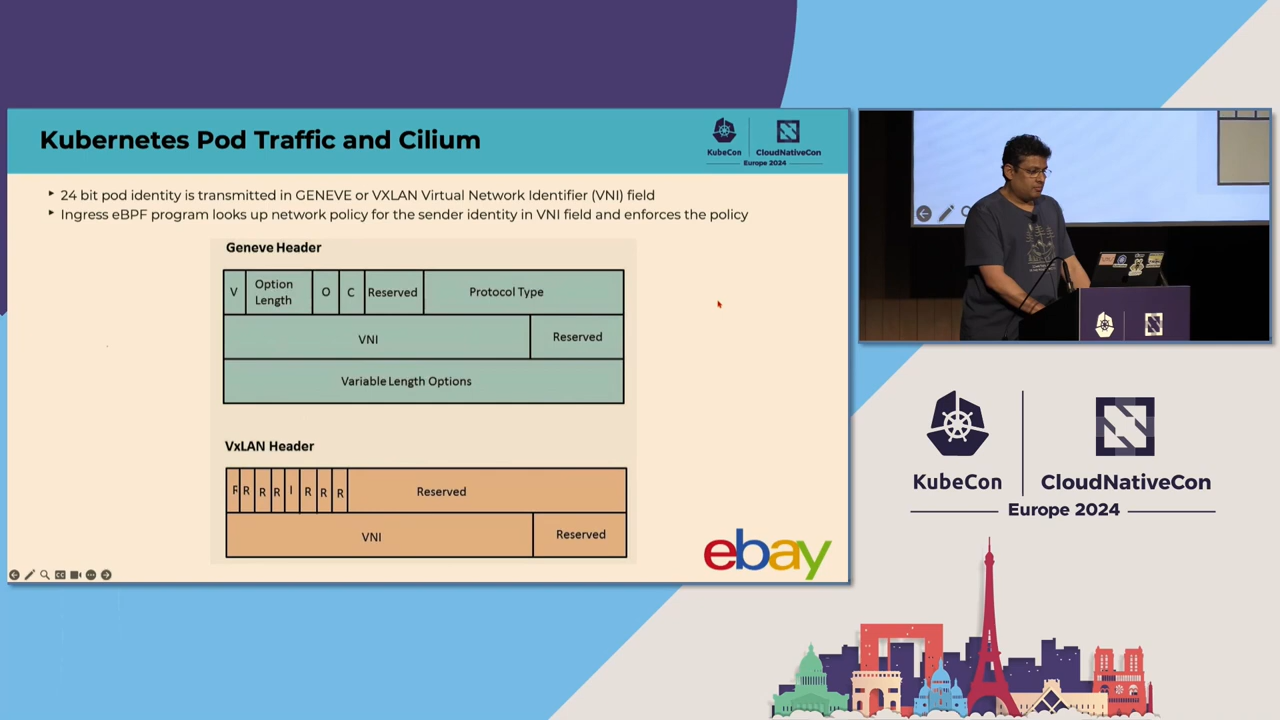 Kubernetes Pod Traffic and Cilium
KubeCon
CloudNativeCon
Europe 2024
24 bit pod identity is transmitted in GENEVE or VXLAN Virtual Network Identifier (VNI) field
Ingress eBPF program looks up network policy for the sender identity in VNI field and enforces the policy
Geneve Header
V
Option
Length
O
C
Reserved
Protocol Type
VNI
Reserved
Variable Length Options
VxLAN Header
R
R
R
R
I
R
R
R
Reserved
VNI
Reserved
ebay
KubeCon
CloudNativeCon
Europe 2024